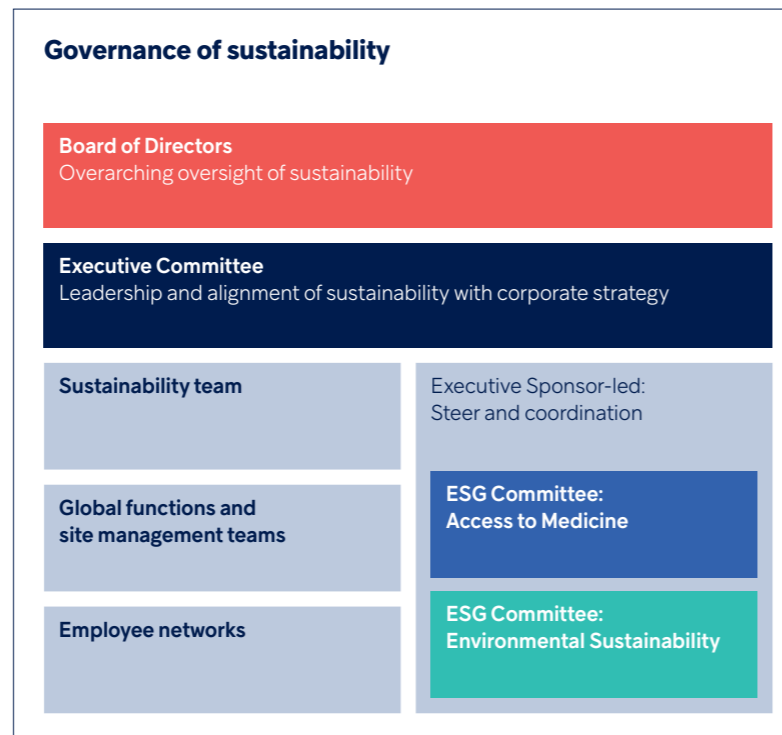 Governance of sustainability
Board of Directors
Overarching oversight of sustainability
Executive Committee
Leadership and alignment of sustainability with corporate strategy
Sustainability team
Global functions and
site management teams
Employee networks
Executive Sponsor-led:
Steer and coordination
ESG Committee:
Access to Medicine
ESG Committee:
Environmental Sustainability